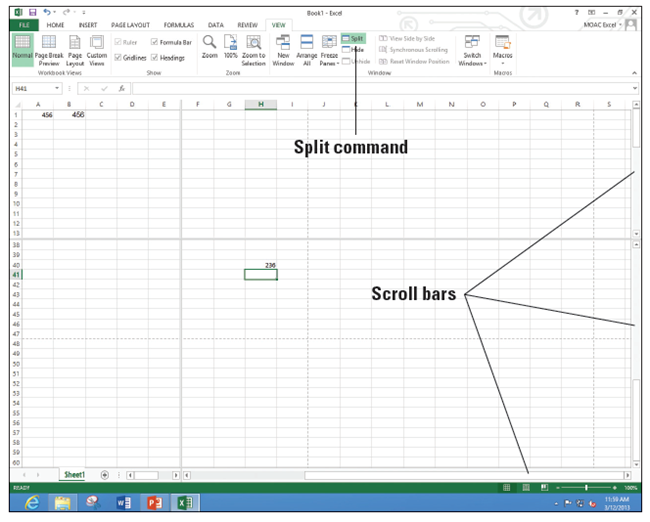 Book1 - Excel
FILE HOME INSERT PAGE LAYOUT FORMULAS DATA REVIEW VIEW MOAC Excel
Normal Page Break Preview Page Layout Custom Views
Workbook Views
Ruler Formula Bar
Gridlines Headings
Show
Zoom 100% Zoom to Selection
Zoom
New Window Arrange All Freeze Panes
Split
Hide
Unhide
View Side by Side
Synchronous Scrolling
Reset Window Position
Switch Windows
Window
Macros
Macros
H41 fx
A B C D E F G H I J K L M N O P Q R S
1 456 456
2
3
4
5
6
7
8
9
10
11
12
13
38
39
40 236
41
42
43
44
45
46
47
48
49
50
51
52
53
54
55
56
57
58
59
60
Split command
Scroll bars
Sheet1
READY 100%
11:59 AM
3/12/2013